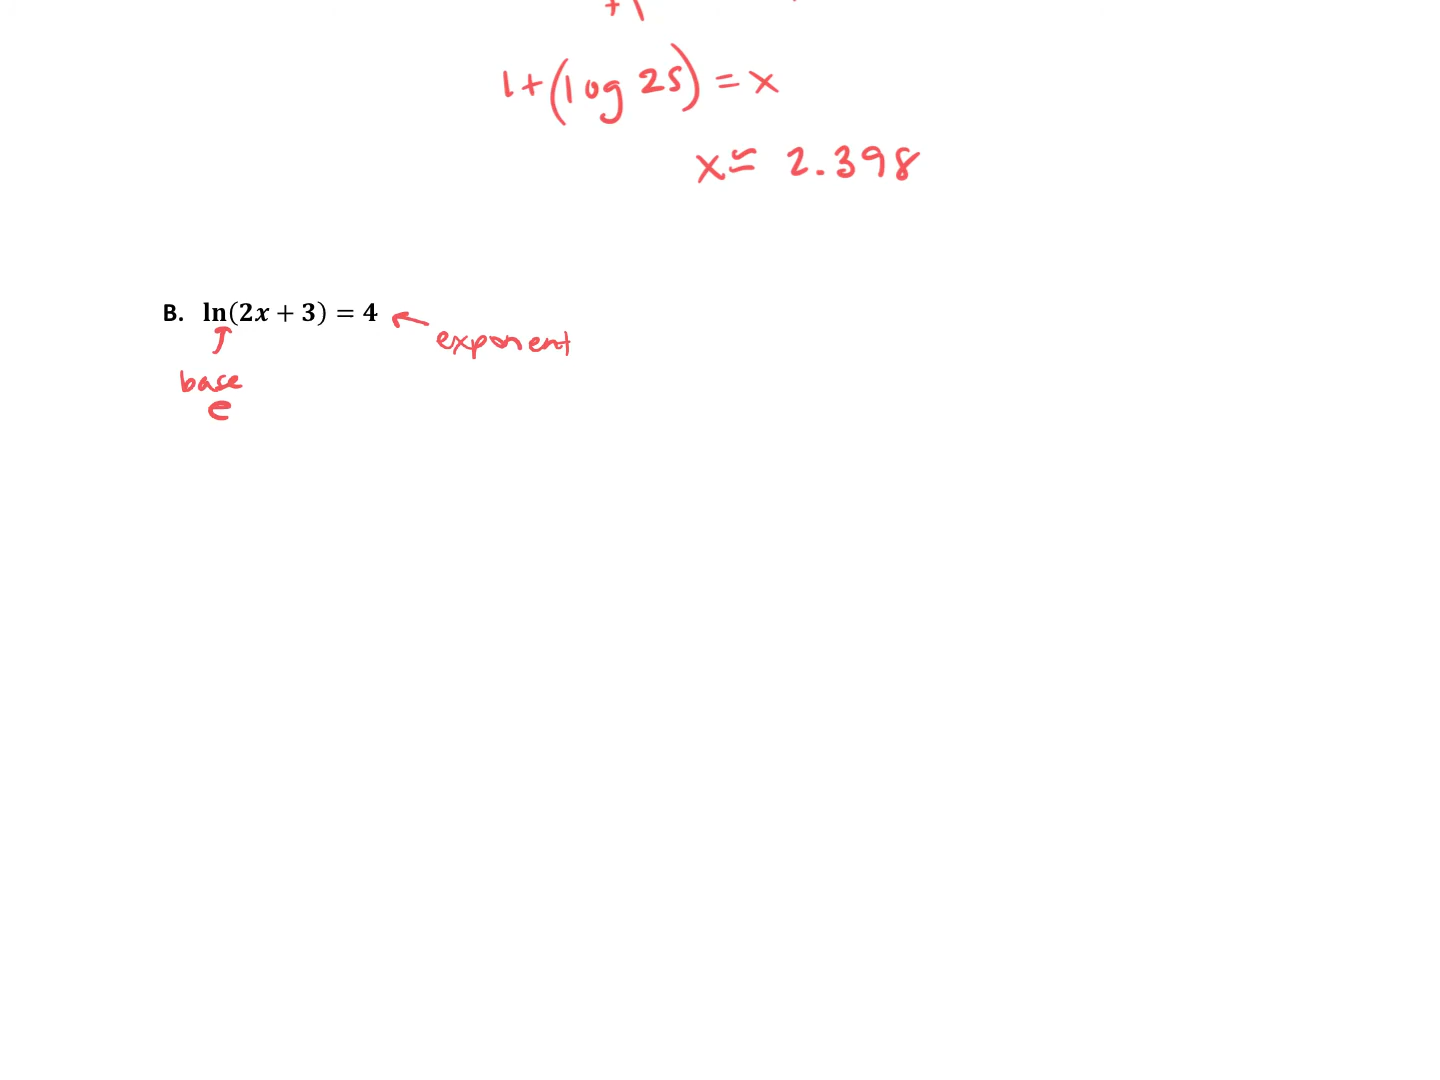 1+(log 25) = x
x ≈ 2.398
B. ln(2x + 3) = 4
exponent
base
e